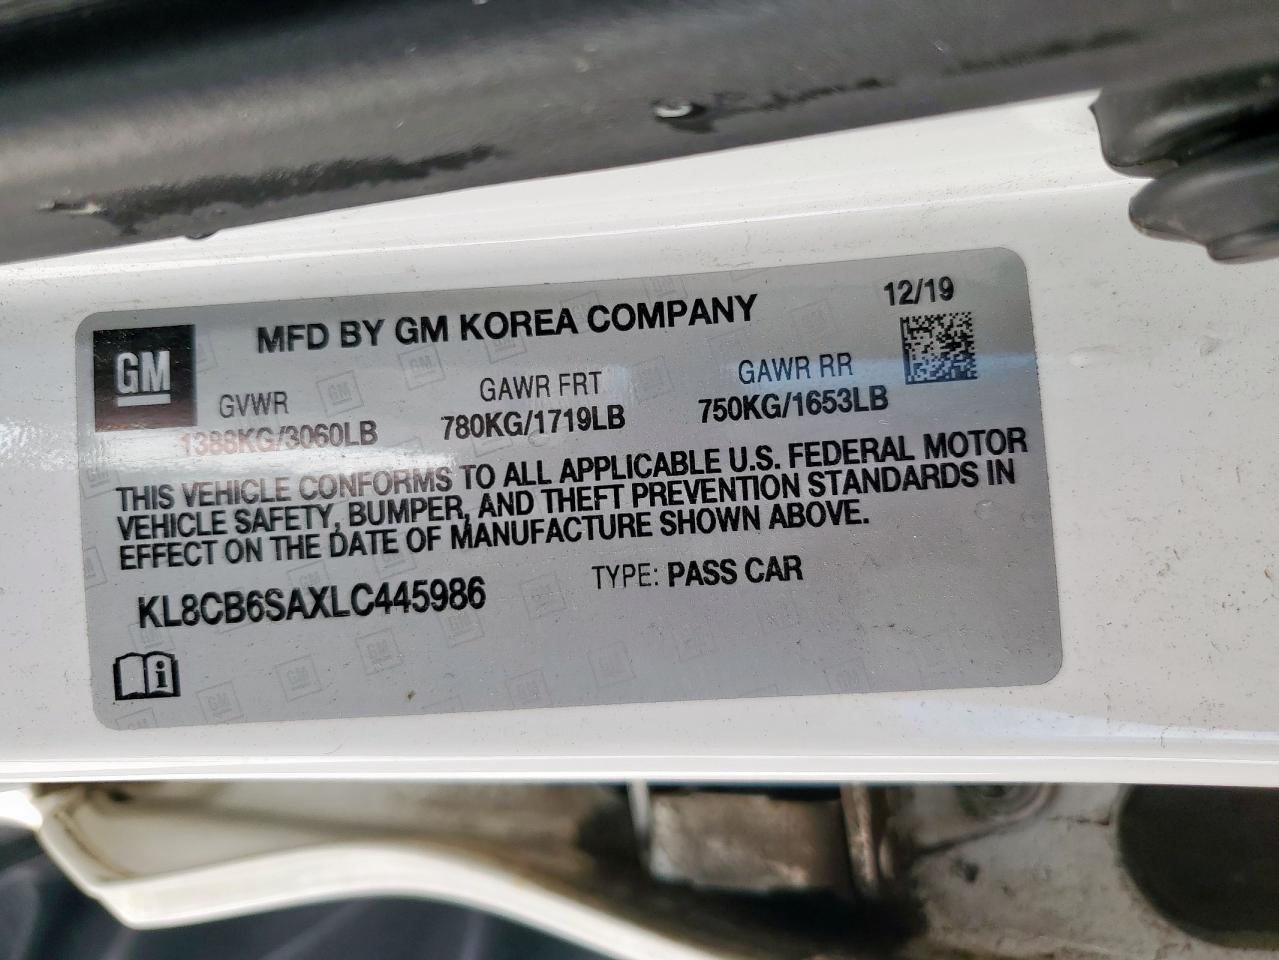 12/19
MFD BY GM KOREA COMPANY
GM
GVWR GAWR FRT GAWR RR
1388KG/3060LB 780KG/1719LB 750KG/1653LB
THIS VEHICLE CONFORMS TO ALL APPLICABLE U.S. FEDERAL MOTOR
VEHICLE SAFETY, BUMPER, AND THEFT PREVENTION STANDARDS IN
EFFECT ON THE DATE OF MANUFACTURE SHOWN ABOVE.
KL8CB6SAXLC445986 TYPE: PASS CAR